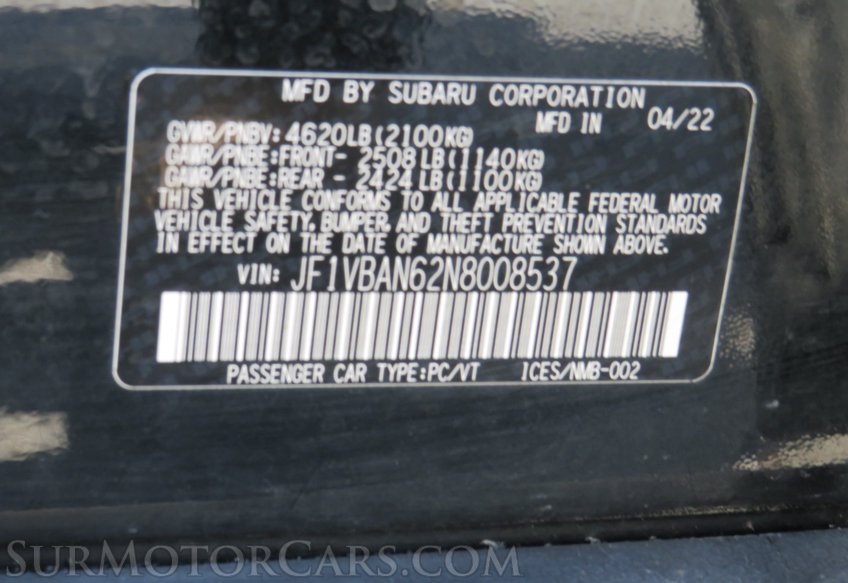 MFD BY SUBARU CORPORATION
MFD IN 04/22
GVWR/PNBV: 4620LB(2100KG)
GAWR/PNBE:FRONT- 2508 LB(1140KG)
GAWR/PNBE:REAR - 2424 LB(1100KG)
THIS VEHICLE CONFORMS TO ALL APPLICABLE FEDERAL MOTOR
VEHICLE SAFETY, BUMPER, AND THEFT PREVENTION STANDARDS
IN EFFECT ON THE DATE OF MANUFACTURE SHOWN ABOVE.
VIN: JF1VBAN62N8008537
PASSENGER CAR TYPE:PC/VT ICES/NMB-002
SurMotorCars.com